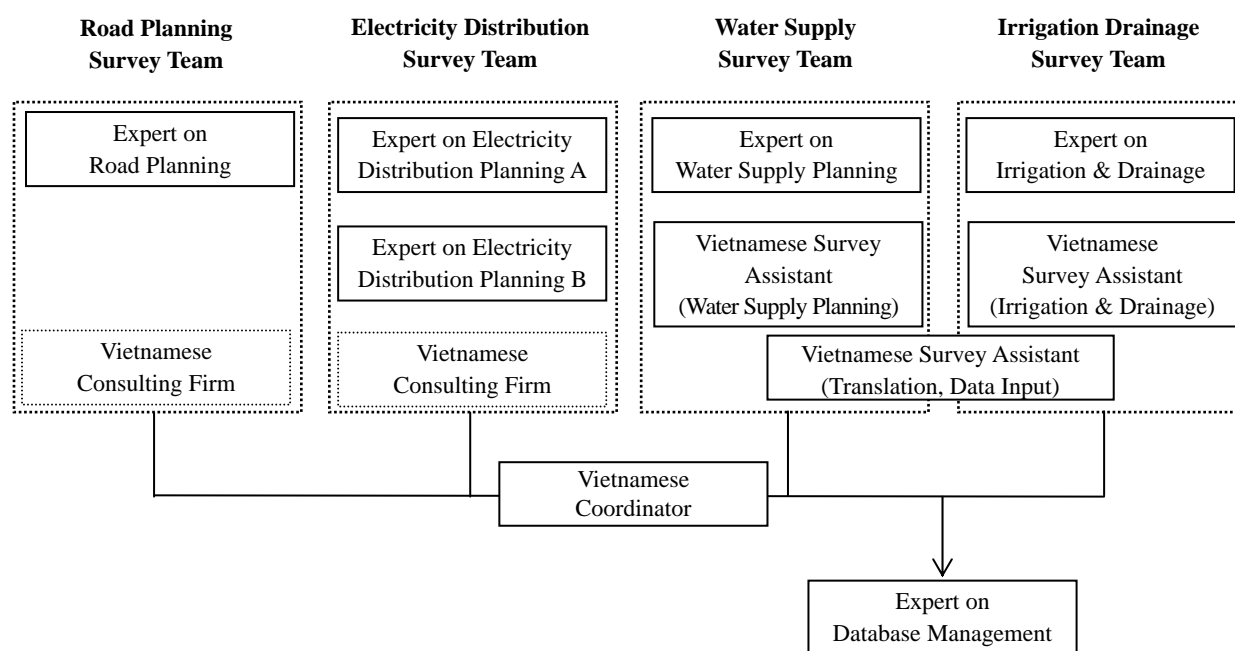 Road Planning
Survey Team
Electricity Distribution
Survey Team
Water Supply
Survey Team
Irrigation Drainage
Survey Team
Expert on
Road Planning
Expert on Electricity
Distribution Planning A
Expert on
Water Supply Planning
Expert on
Irrigation & Drainage
Expert on Electricity
Distribution Planning B
Vietnamese Survey
Assistant
(Water Supply Planning)
Vietnamese
Survey Assistant
(Irrigation & Drainage)
Vietnamese
Consulting Firm
Vietnamese
Consulting Firm
Vietnamese Survey Assistant
(Translation, Data Input)
Vietnamese
Coordinator
Expert on
Database Management